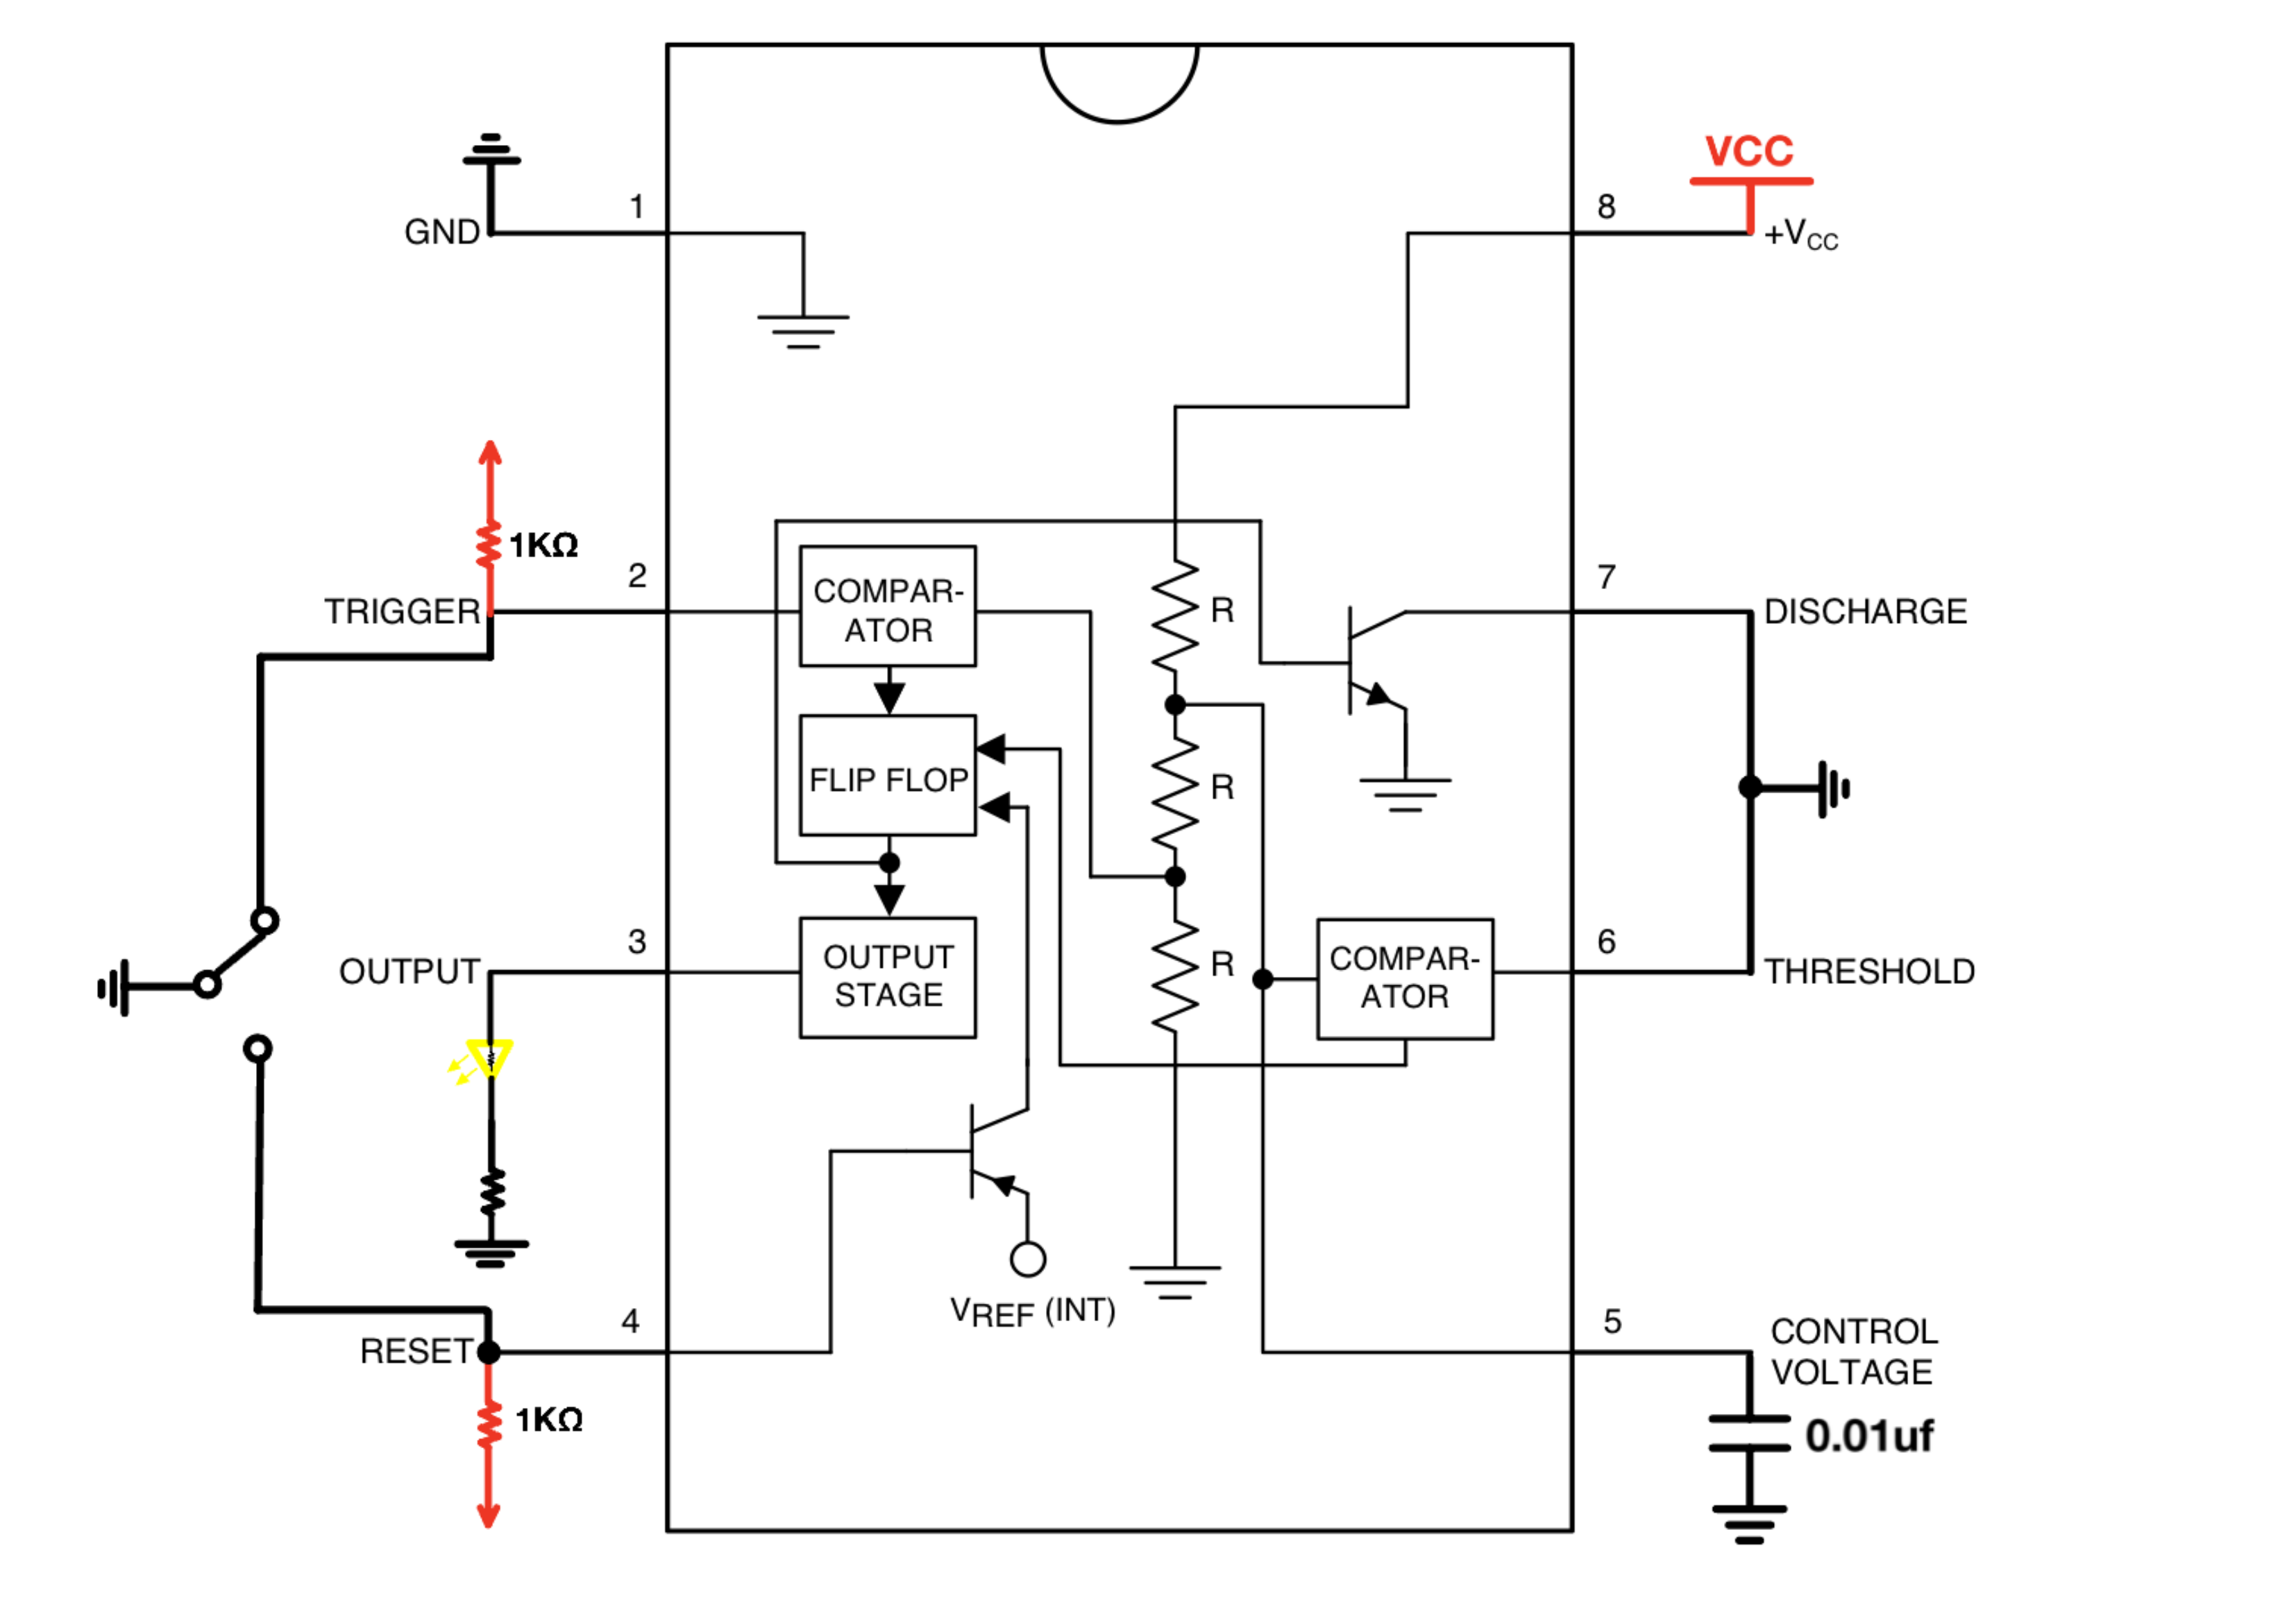 VCC
1
8
GND
+VCC
1KΩ
2
7
TRIGGER
COMPAR-
ATOR
R
DISCHARGE
FLIP FLOP
R
3
6
OUTPUT
OUTPUT
STAGE
R
COMPAR-
ATOR
THRESHOLD
VREF (INT)
4
5
RESET
CONTROL
VOLTAGE
1KΩ
0.01uf